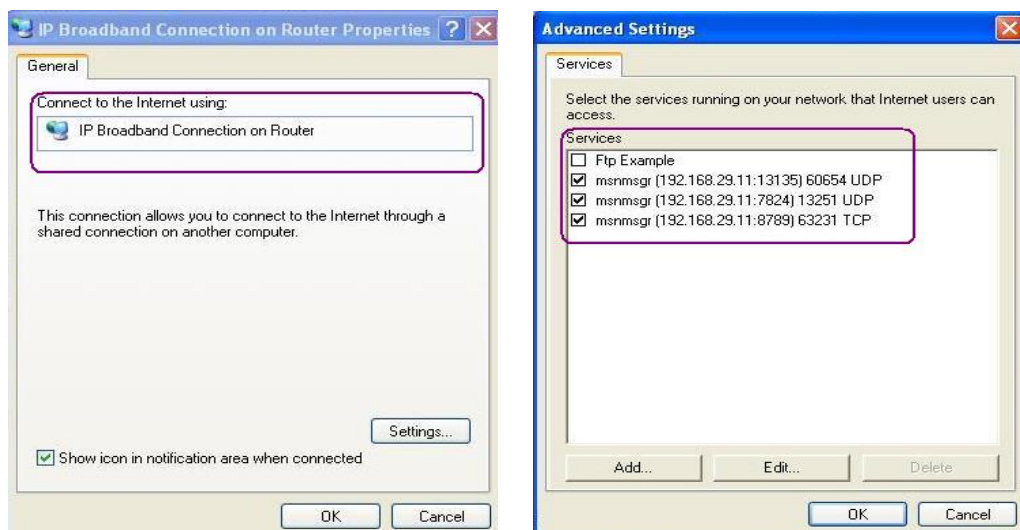 IP Broadband Connection on Router Properties
General
Connect to the Internet using:
IP Broadband Connection on Router
This connection allows you to connect to the Internet through a
shared connection on another computer.
Settings...
Show icon in notification area when connected
OK Cancel
Advanced Settings
Services
Select the services running on your network that Internet users can
access.
Services
Ftp Example
msnmsgr (192.168.29.11:13135) 60654 UDP
msnmsgr (192.168.29.11:7824) 13251 UDP
msnmsgr (192.168.29.11:8789) 63231 TCP
Add... Edit... Delete
OK Cancel